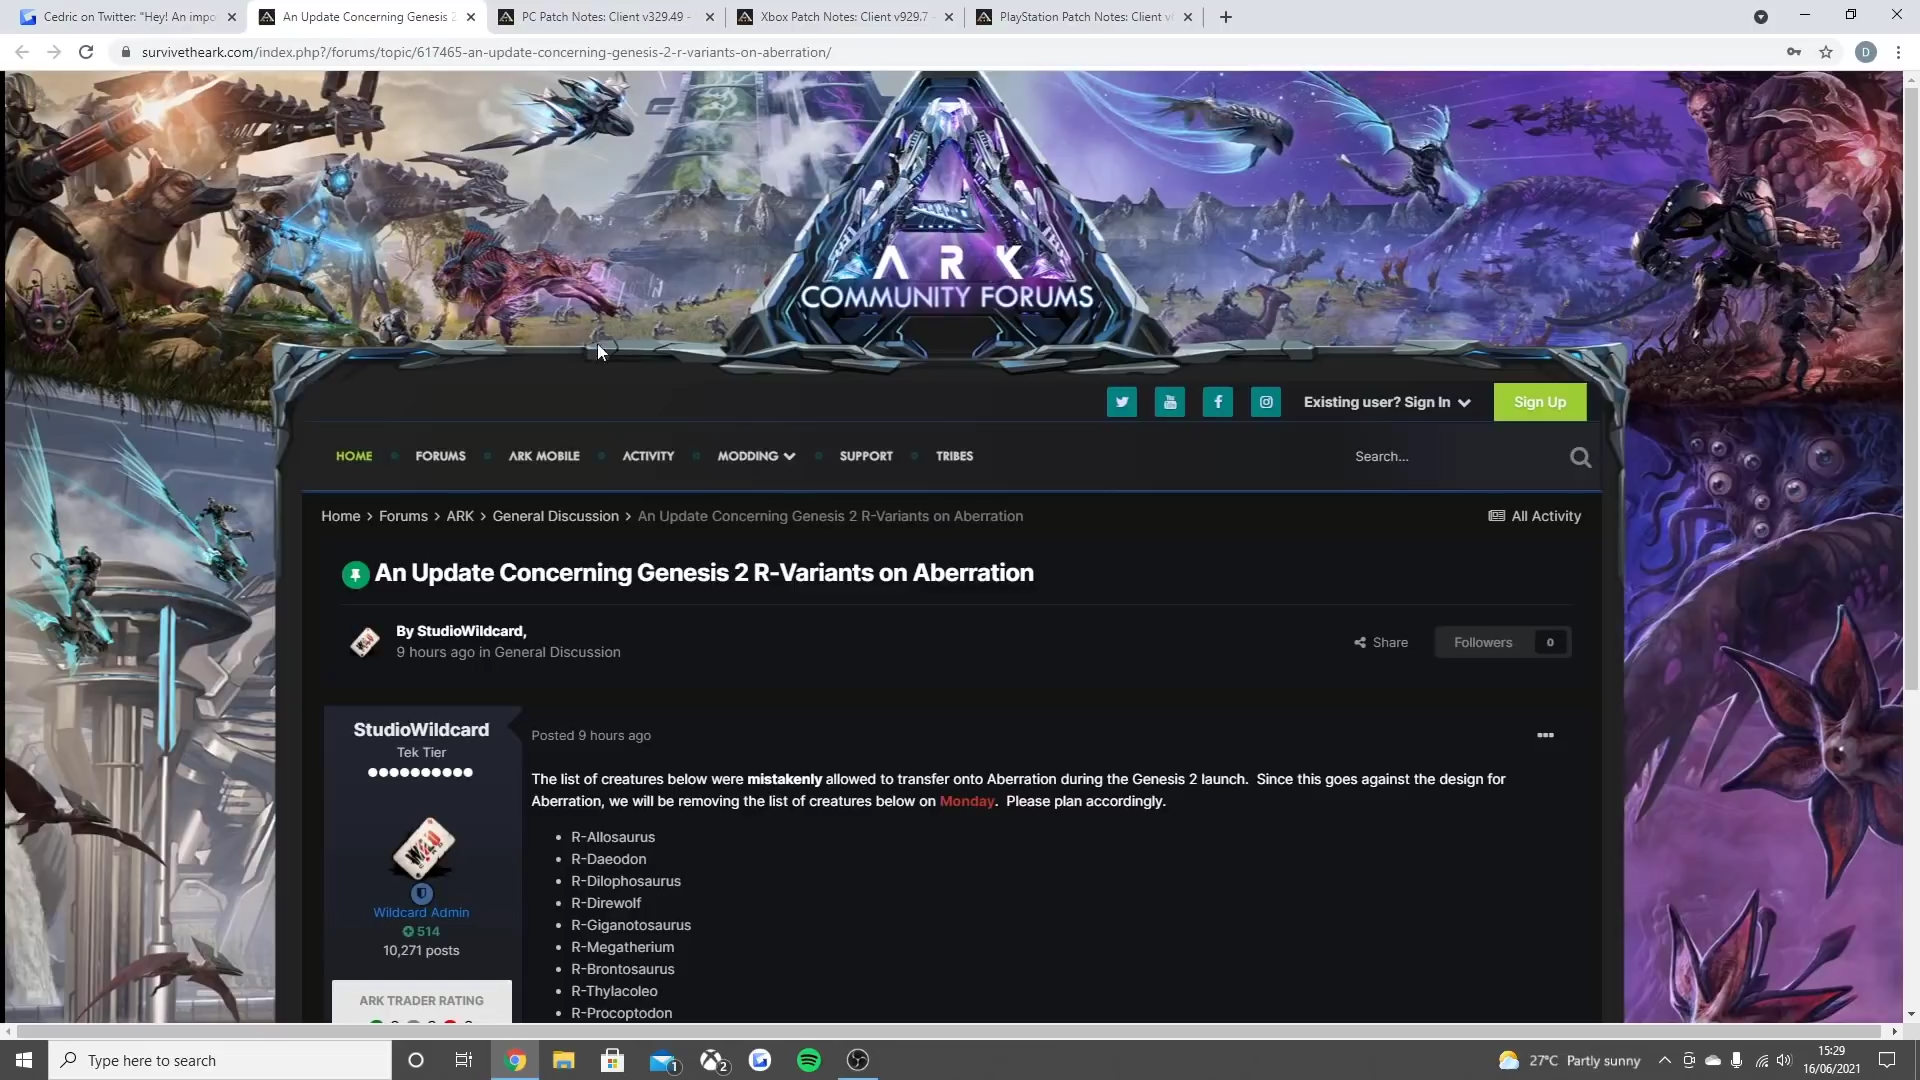 Cedric on Twitter: "Hey! An impo
An Update Concerning Genesis 2
PC Patch Notes: Client v329.49 -
Xbox Patch Notes: Client v929.7 -
PlayStation Patch Notes: Client v
survivetheark.com/index.php?/forums/topic/617465-an-update-concerning-genesis-2-r-variants-on-aberration/
D
ARK
COMMUNITY FORUMS
Existing user? Sign In
Sign Up
HOME
FORUMS
ARK MOBILE
ACTIVITY
MODDING
SUPPORT
TRIBES
Search...
Home > Forums > ARK > General Discussion > An Update Concerning Genesis 2 R-Variants on Aberration
All Activity
An Update Concerning Genesis 2 R-Variants on Aberration
By StudioWildcard,
9 hours ago in General Discussion
Share
Followers 0
StudioWildcard
Tek Tier
Wildcard Admin
514
10,271 posts
ARK TRADER RATING
Posted 9 hours ago
The list of creatures below were mistakenly allowed to transfer onto Aberration during the Genesis 2 launch. Since this goes against the design for
Aberration, we will be removing the list of creatures below on Monday. Please plan accordingly.
• R-Allosaurus
• R-Daeodon
• R-Dilophosaurus
• R-Direwolf
• R-Giganotosaurus
• R-Megatherium
• R-Brontosaurus
• R-Thylacoleo
• R-Procoptodon
Type here to search
1
2
27°C Partly sunny
15:29
16/06/2021